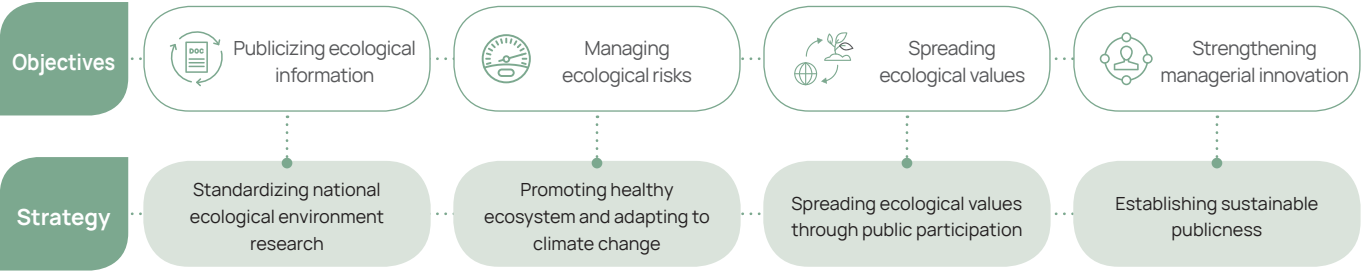 Objectives
DOC
Publicizing ecological
information
Managing
ecological risks
Spreading
ecological values
Strengthening
managerial innovation
Strategy
Standardizing national
ecological environment
research
Promoting healthy
ecosystem and adapting to
climate change
Spreading ecological values
through public participation
Establishing sustainable
publicness